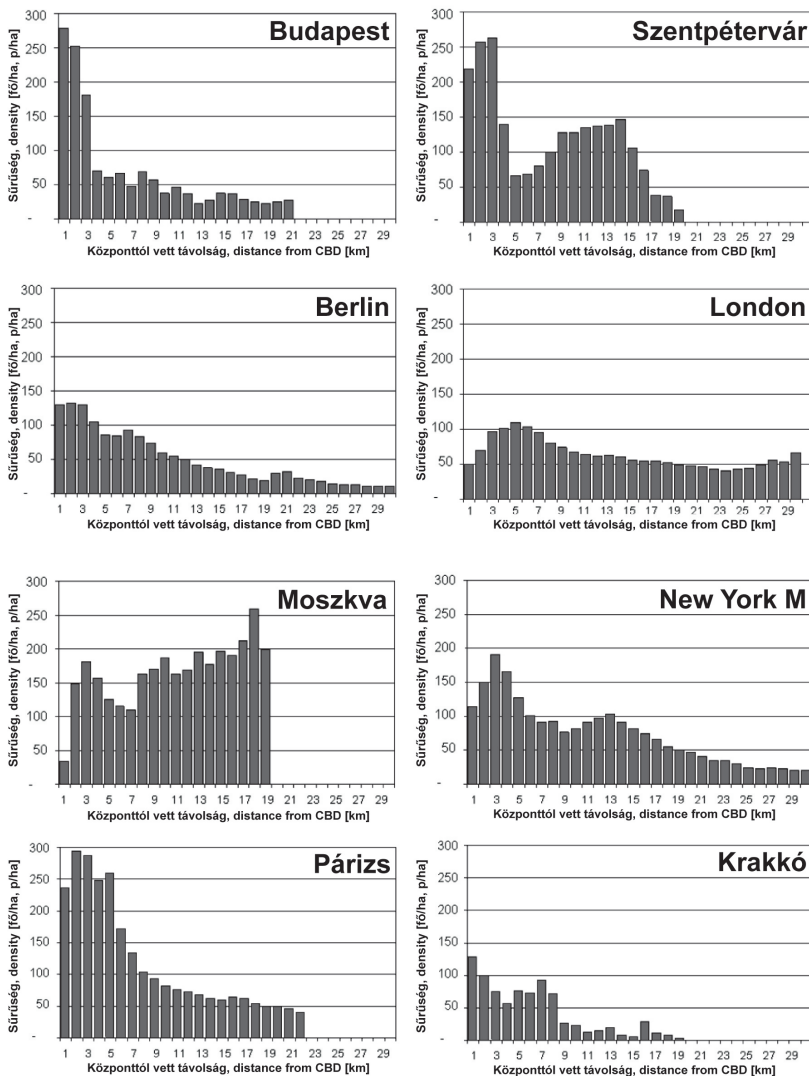 Budapest
Sűrűség, density [fő/ha, p/ha]
300
250
200
150
100
50
-
1 3 5 7 9 11 13 15 17 19 21 23 25 27 29
Központtól vett távolság, distance from CBD [km]
Szentpétervár
Sűrűség, density [fő/ha, p/ha]
300
250
200
150
100
50
-
1 3 5 7 9 11 13 15 17 19 21 23 25 27 29
Központtól vett távolság, distance from CBD [km]
Berlin
Sűrűség, density [fő/ha, p/ha]
300
250
200
150
100
50
-
1 3 5 7 9 11 13 15 17 19 21 23 25 27 29
Központtól vett távolság, distance from CBD [km]
London
Sűrűség, density [fő/ha, p/ha]
300
250
200
150
100
50
-
1 3 5 7 9 11 13 15 17 19 21 23 25 27 29
Központtól vett távolság, distance from CBD [km]
Moszkva
Sűrűség, density [fő/ha, p/ha]
300
250
200
150
100
50
-
1 3 5 7 9 11 13 15 17 19 21 23 25 27 29
Központtól vett távolság, distance from CBD [km]
New York M
Sűrűség, density [fő/ha, p/ha]
300
250
200
150
100
50
-
1 3 5 7 9 11 13 15 17 19 21 23 25 27 29
Központtól vett távolság, distance from CBD [km]
Párizs
Sűrűség, density [fő/ha, p/ha]
300
250
200
150
100
50
-
1 3 5 7 9 11 13 15 17 19 21 23 25 27 29
Központtól vett távolság, distance from CBD [km]
Krakkó
Sűrűség, density [fő/ha, p/ha]
300
250
200
150
100
50
-
1 3 5 7 9 11 13 15 17 19 21 23 25 27 29
Központtól vett távolság, distance from CBD [km]